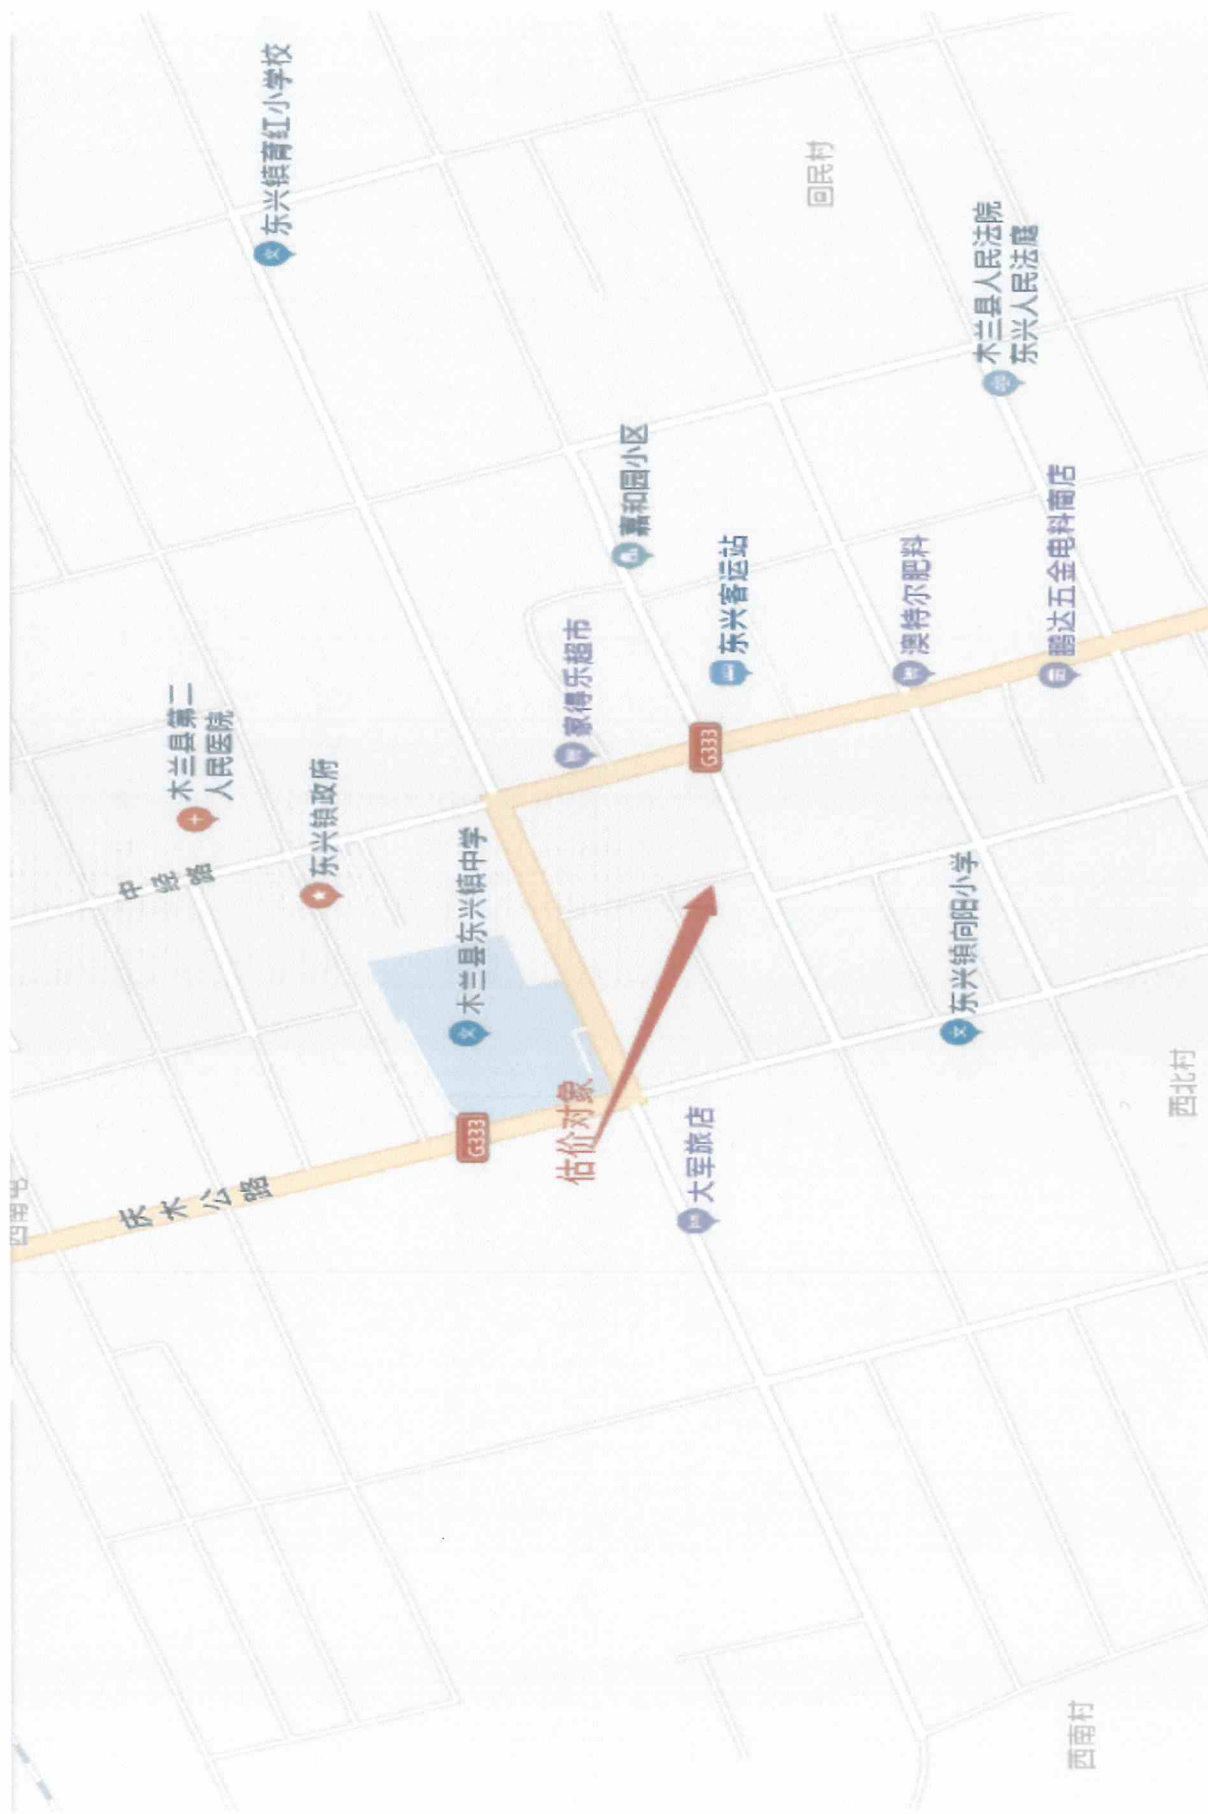 西南屯
庆木公路
中经路
木兰县第二
人民医院
东兴镇育红小学校
东兴镇政府
G333
木兰县东兴镇中学
估价对象
家得乐超市
嘉和园小区
大军旅店
G333
东兴客运站
回民村
澳特尔肥料
东兴镇向阳小学
木兰县人民法院
东兴人民法庭
鹏达五金电料商店
西南村
西北村